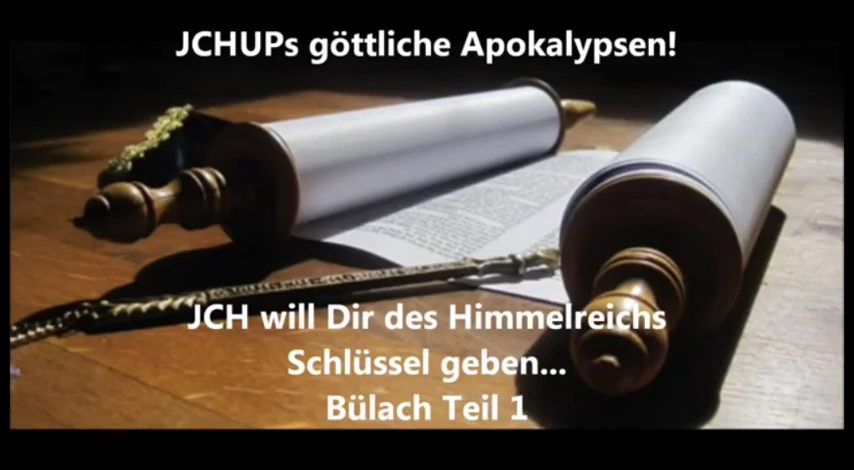 JCHUPs göttliche Apokalypsen!
JCH will Dir des Himmelreichs
Schlüssel geben...
Bülach Teil 1